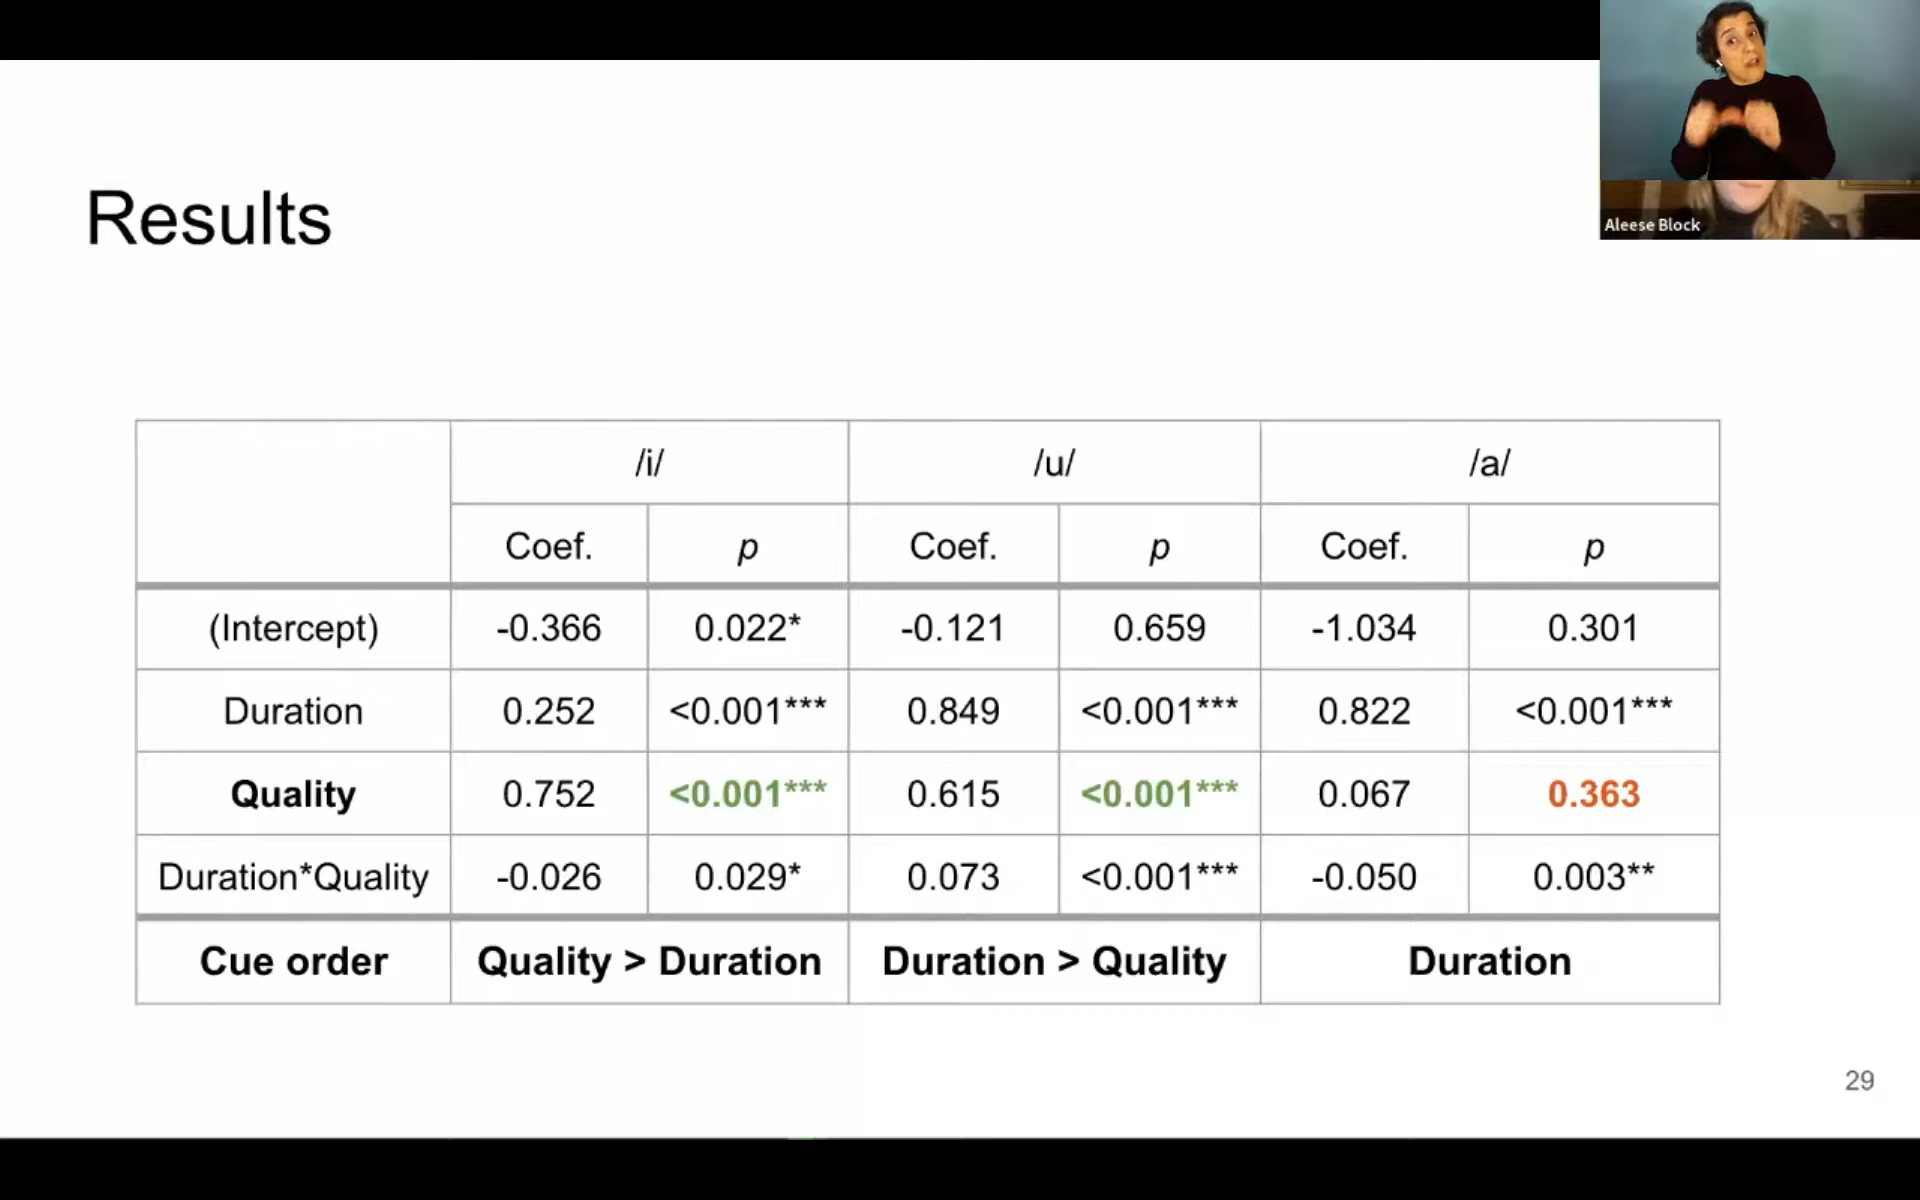 Aleese Block
Results
/i/ /u/ /a/
Coef. p Coef. p Coef. p
(Intercept) -0.366 0.022* -0.121 0.659 -1.034 0.301
Duration 0.252 <0.001*** 0.849 <0.001*** 0.822 <0.001***
Quality 0.752 <0.001*** 0.615 <0.001*** 0.067 0.363
Duration*Quality -0.026 0.029* 0.073 <0.001*** -0.050 0.003**
Cue order Quality > Duration Duration > Quality Duration
29